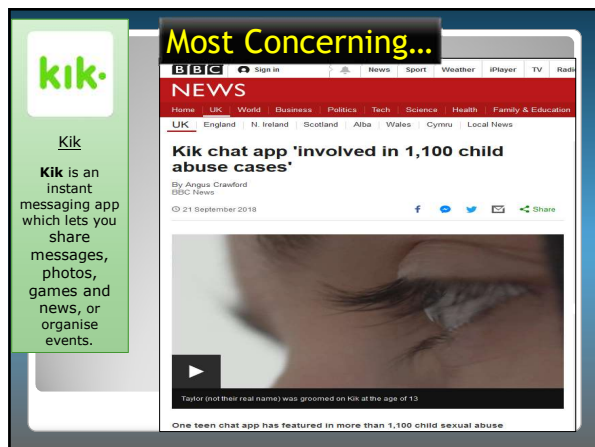 Most Concerning...
kik·
Kik
Kik is an
instant
messaging app
which lets you
share
messages,
photos,
games and
news, or
organise
events.
BBC Sign in News Sport Weather iPlayer TV Radi
NEWS
Home UK World Business Politics Tech Science Health Family & Education
UK England N. Ireland Scotland Alba Wales Cymru Local News
Kik chat app 'involved in 1,100 child
abuse cases'
By Angus Crawford
BBC News
21 September 2018
Share
Taylor (not their real name) was groomed on Kik at the age of 13
One teen chat app has featured in more than 1,100 child sexual abuse